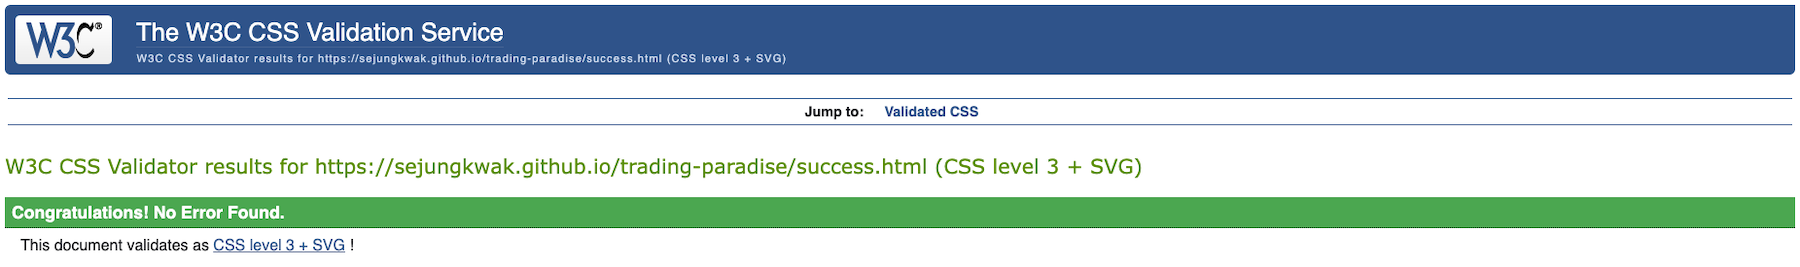 W3C®
The W3C CSS Validation Service
W3C CSS Validator results for https://sejungkwak.github.io/trading-paradise/success.html (CSS level 3 + SVG)
Jump to: Validated CSS
W3C CSS Validator results for https://sejungkwak.github.io/trading-paradise/success.html (CSS level 3 + SVG)
Congratulations! No Error Found.
This document validates as CSS level 3 + SVG !